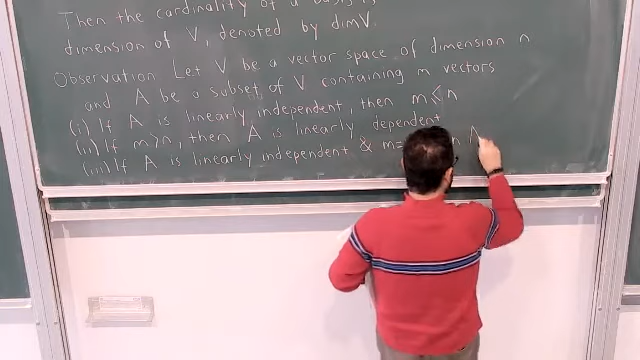 Then the cardinality of a basis is
dimension of V, denoted by dimV.
Observation: Let V be a vector space of dimension n
and A be a subset of V containing m vectors
(i) If A is linearly independent, then m≤n
(ii) If m>n, then A is linearly dependent
(iii) If A is linearly independent & m= n A